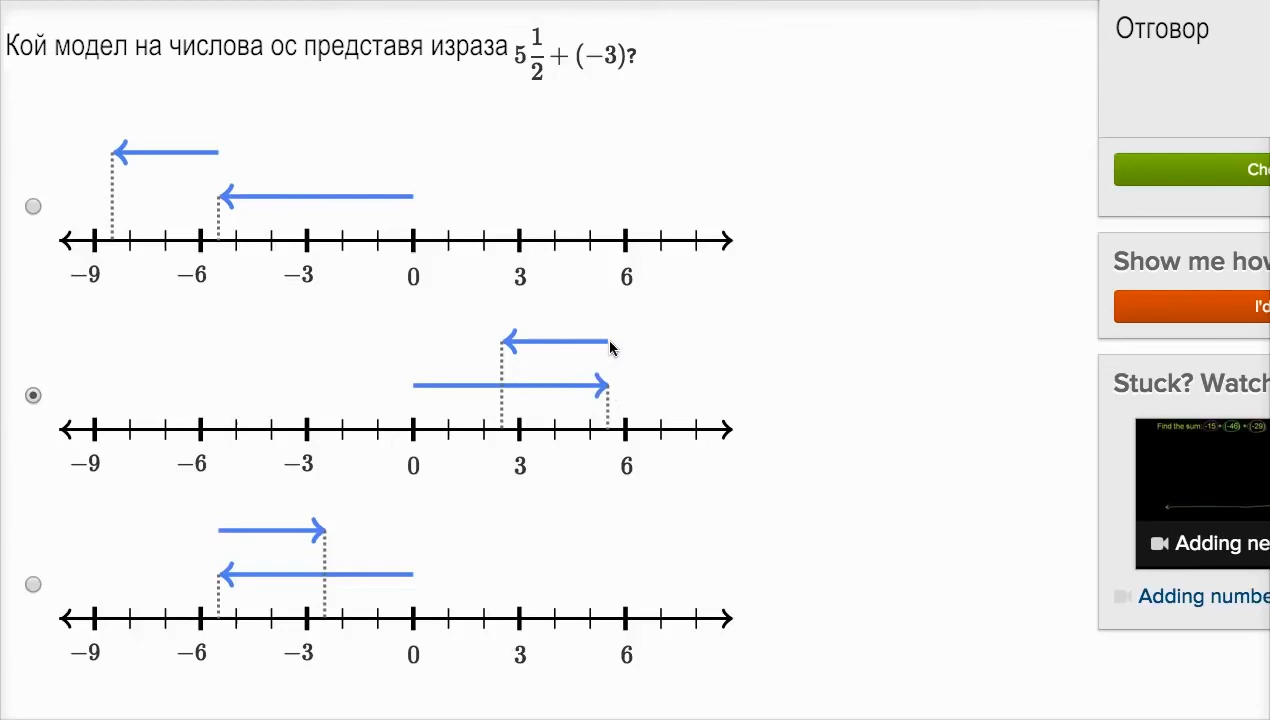 Кой модел на числова ос представя израза 5 1/2 + (−3)?
Отговор
Che
Show me how
I'd
Stuck? Watch
Find the sum: -15 + (-46) + (-29)
Adding ne
Adding numbe
−9 −6 −3 0 3 6
−9 −6 −3 0 3 6
−9 −6 −3 0 3 6